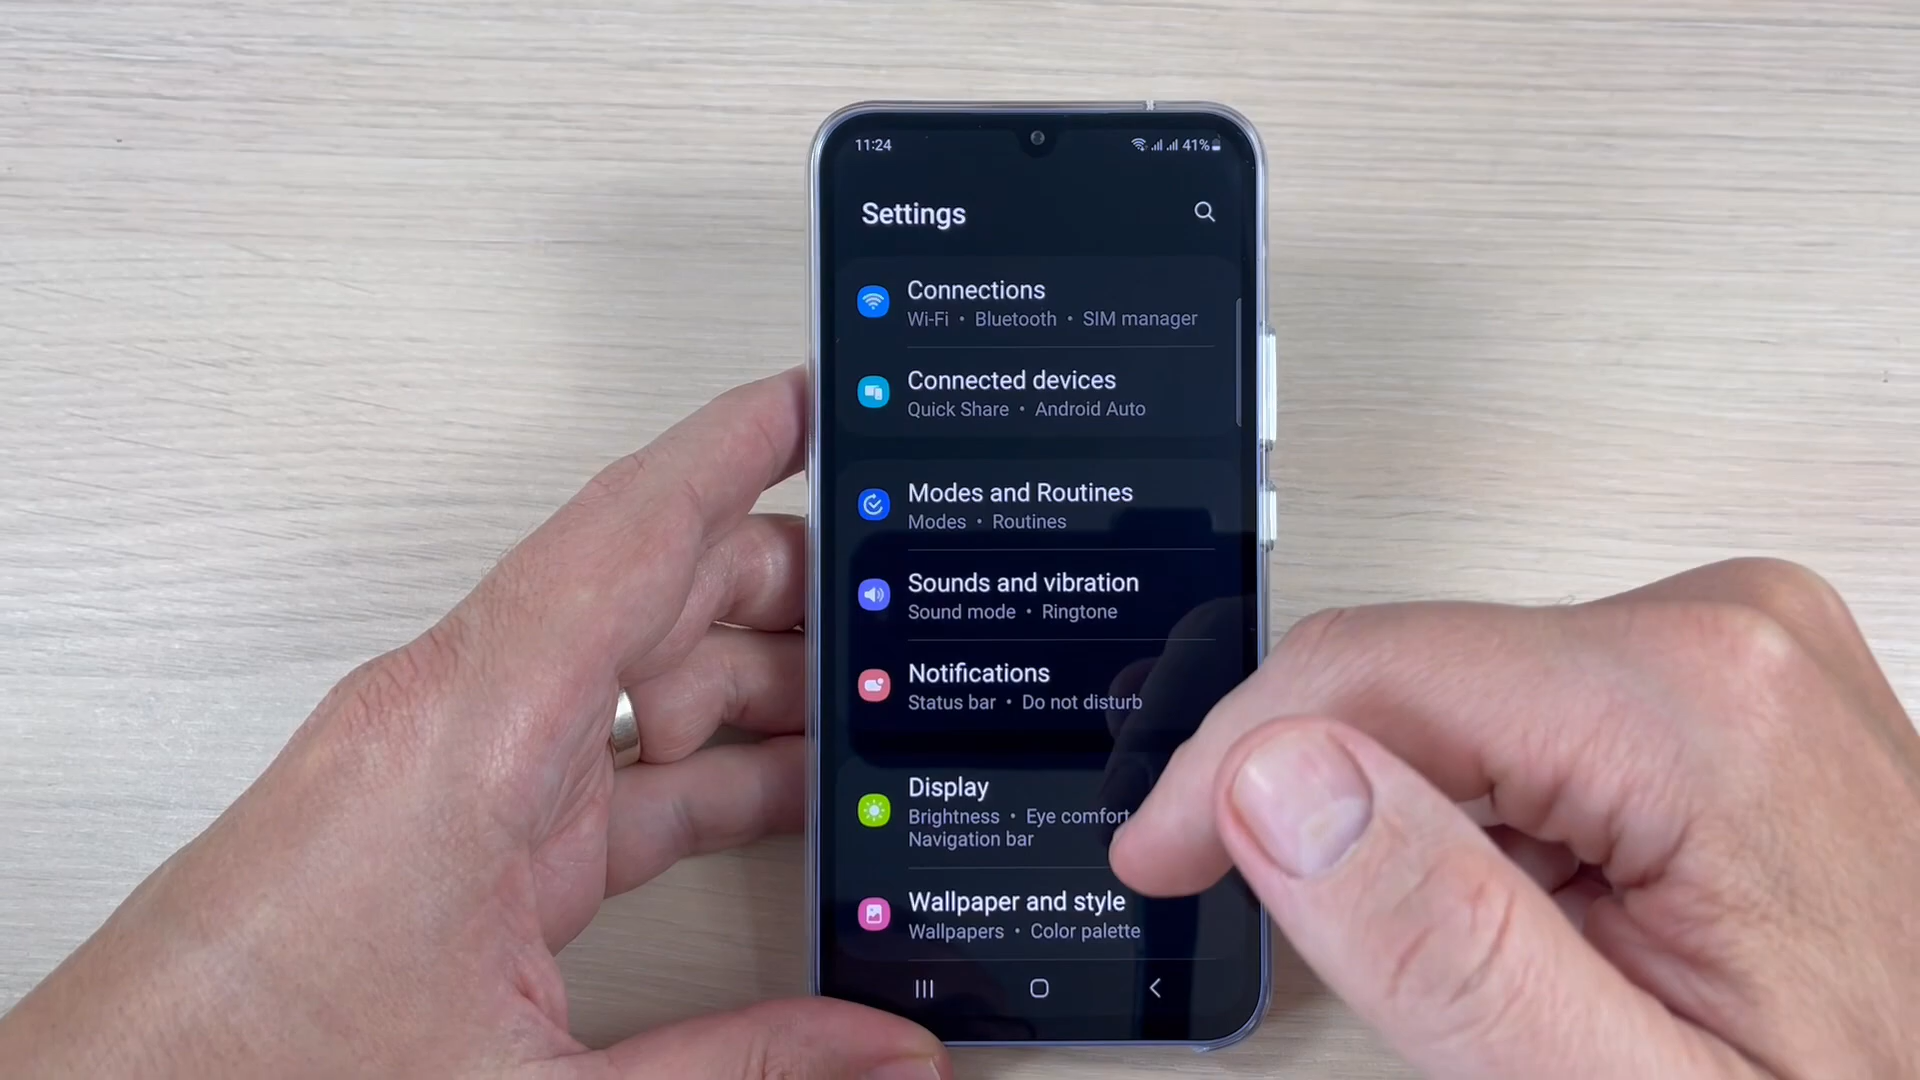 11:24
41%
Settings
Connections
Wi-Fi • Bluetooth • SIM manager
Connected devices
Quick Share • Android Auto
Modes and Routines
Modes • Routines
Sounds and vibration
Sound mode • Ringtone
Notifications
Status bar • Do not disturb
Display
Brightness • Eye comfort
Navigation bar
Wallpaper and style
Wallpapers • Color palette